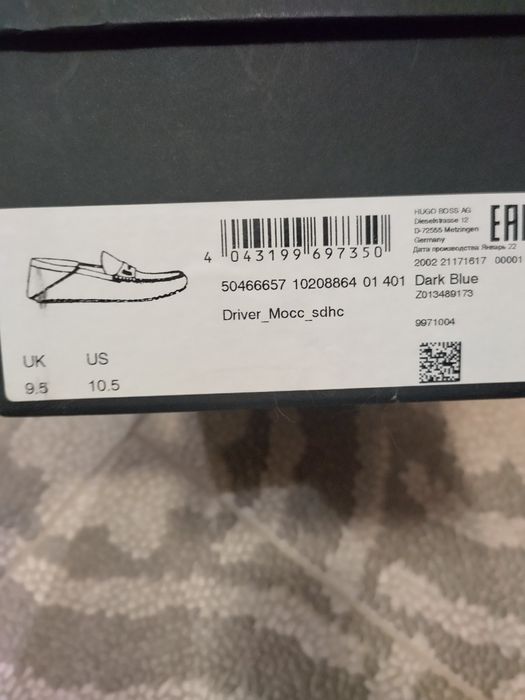 HUGO BOSS AG
Dieselstrasse 12
D-72555 Metzingen
Germany
Дата производства Январь 22
2002 21171617 00001
EAC
4 043199 697350
50466657 10208864 01 401 Dark Blue
Z013489173
Driver_Mocc_sdhc
9971004
UK US
9.5 10.5